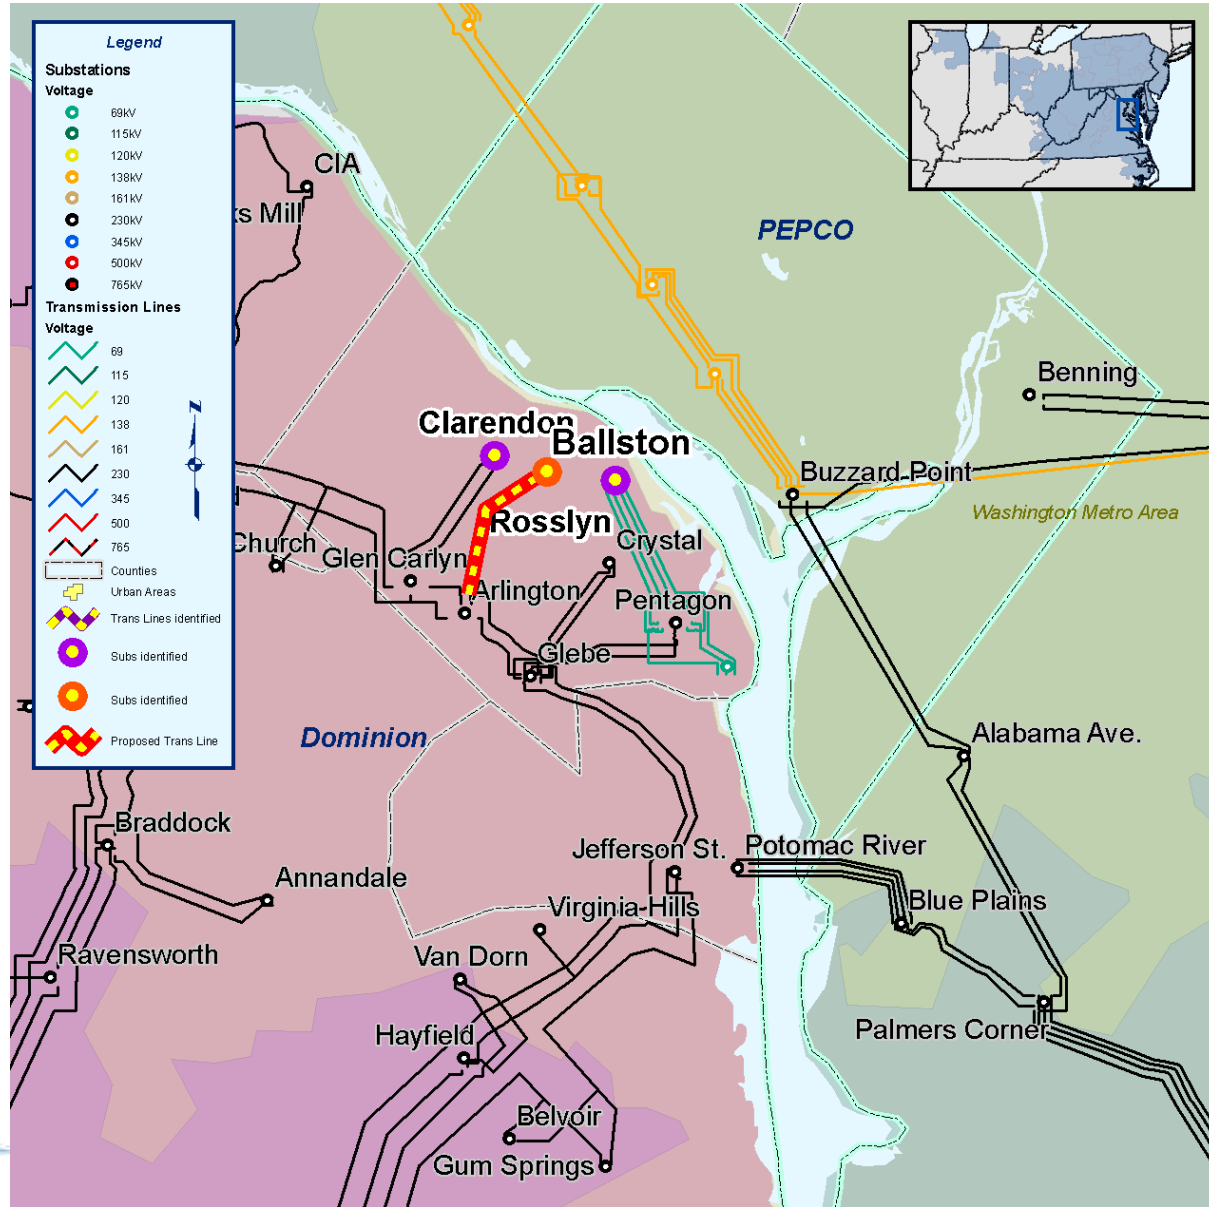 Legend
Substations
Voltage
69kV
115kV
120kV
138kV
161kV
230kV
345kV
500kV
765kV
Transmission Lines
Voltage
69
115
120
138
161
230
345
500
765
Counties
Urban Areas
Trans Lines identified
Subs identified
Subs identified
Proposed Trans Line
N
CIA
ks Mill
PEPCO
Benning
Clarendon
Ballston
Buzzard Point
Rosslyn
Washington Metro Area
Church
Crystal
Glen Carlyn
Arlington
Pentagon
Glebe
Dominion
Alabama Ave.
Braddock
Jefferson St.
Potomac River
Annandale
Virginia Hills
Blue Plains
Ravensworth
Van Dorn
Hayfield
Palmers Corner
Belvoir
Gum Springs